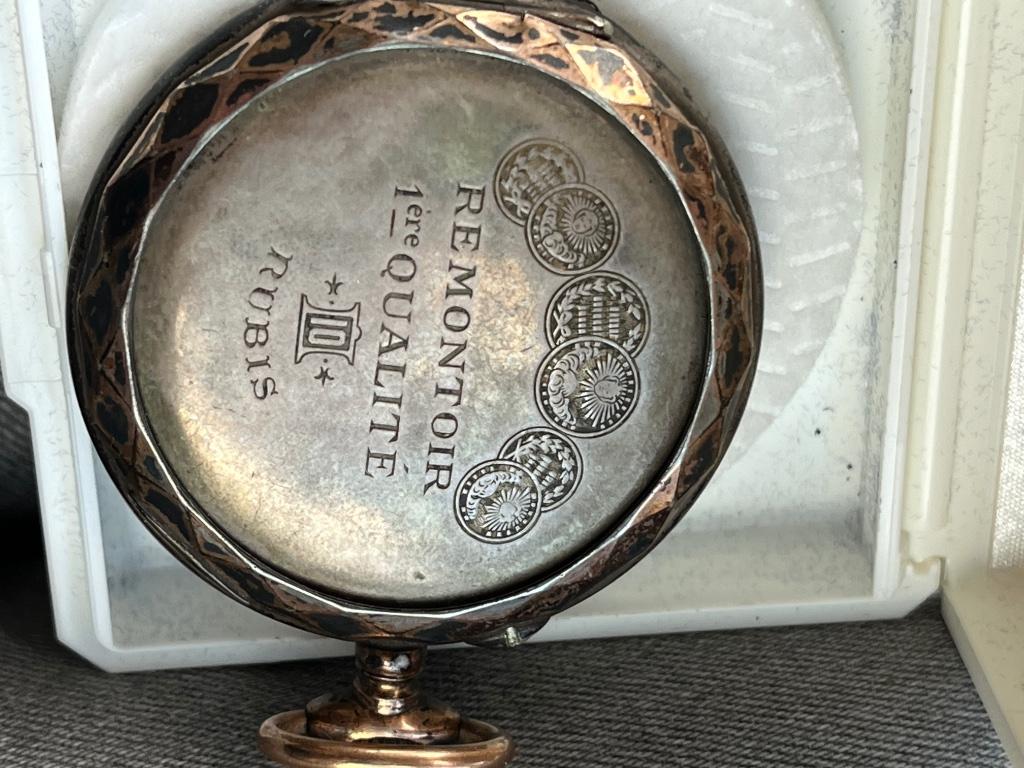 REMONTOIR
1ère QUALITÉ
10
RUBIS